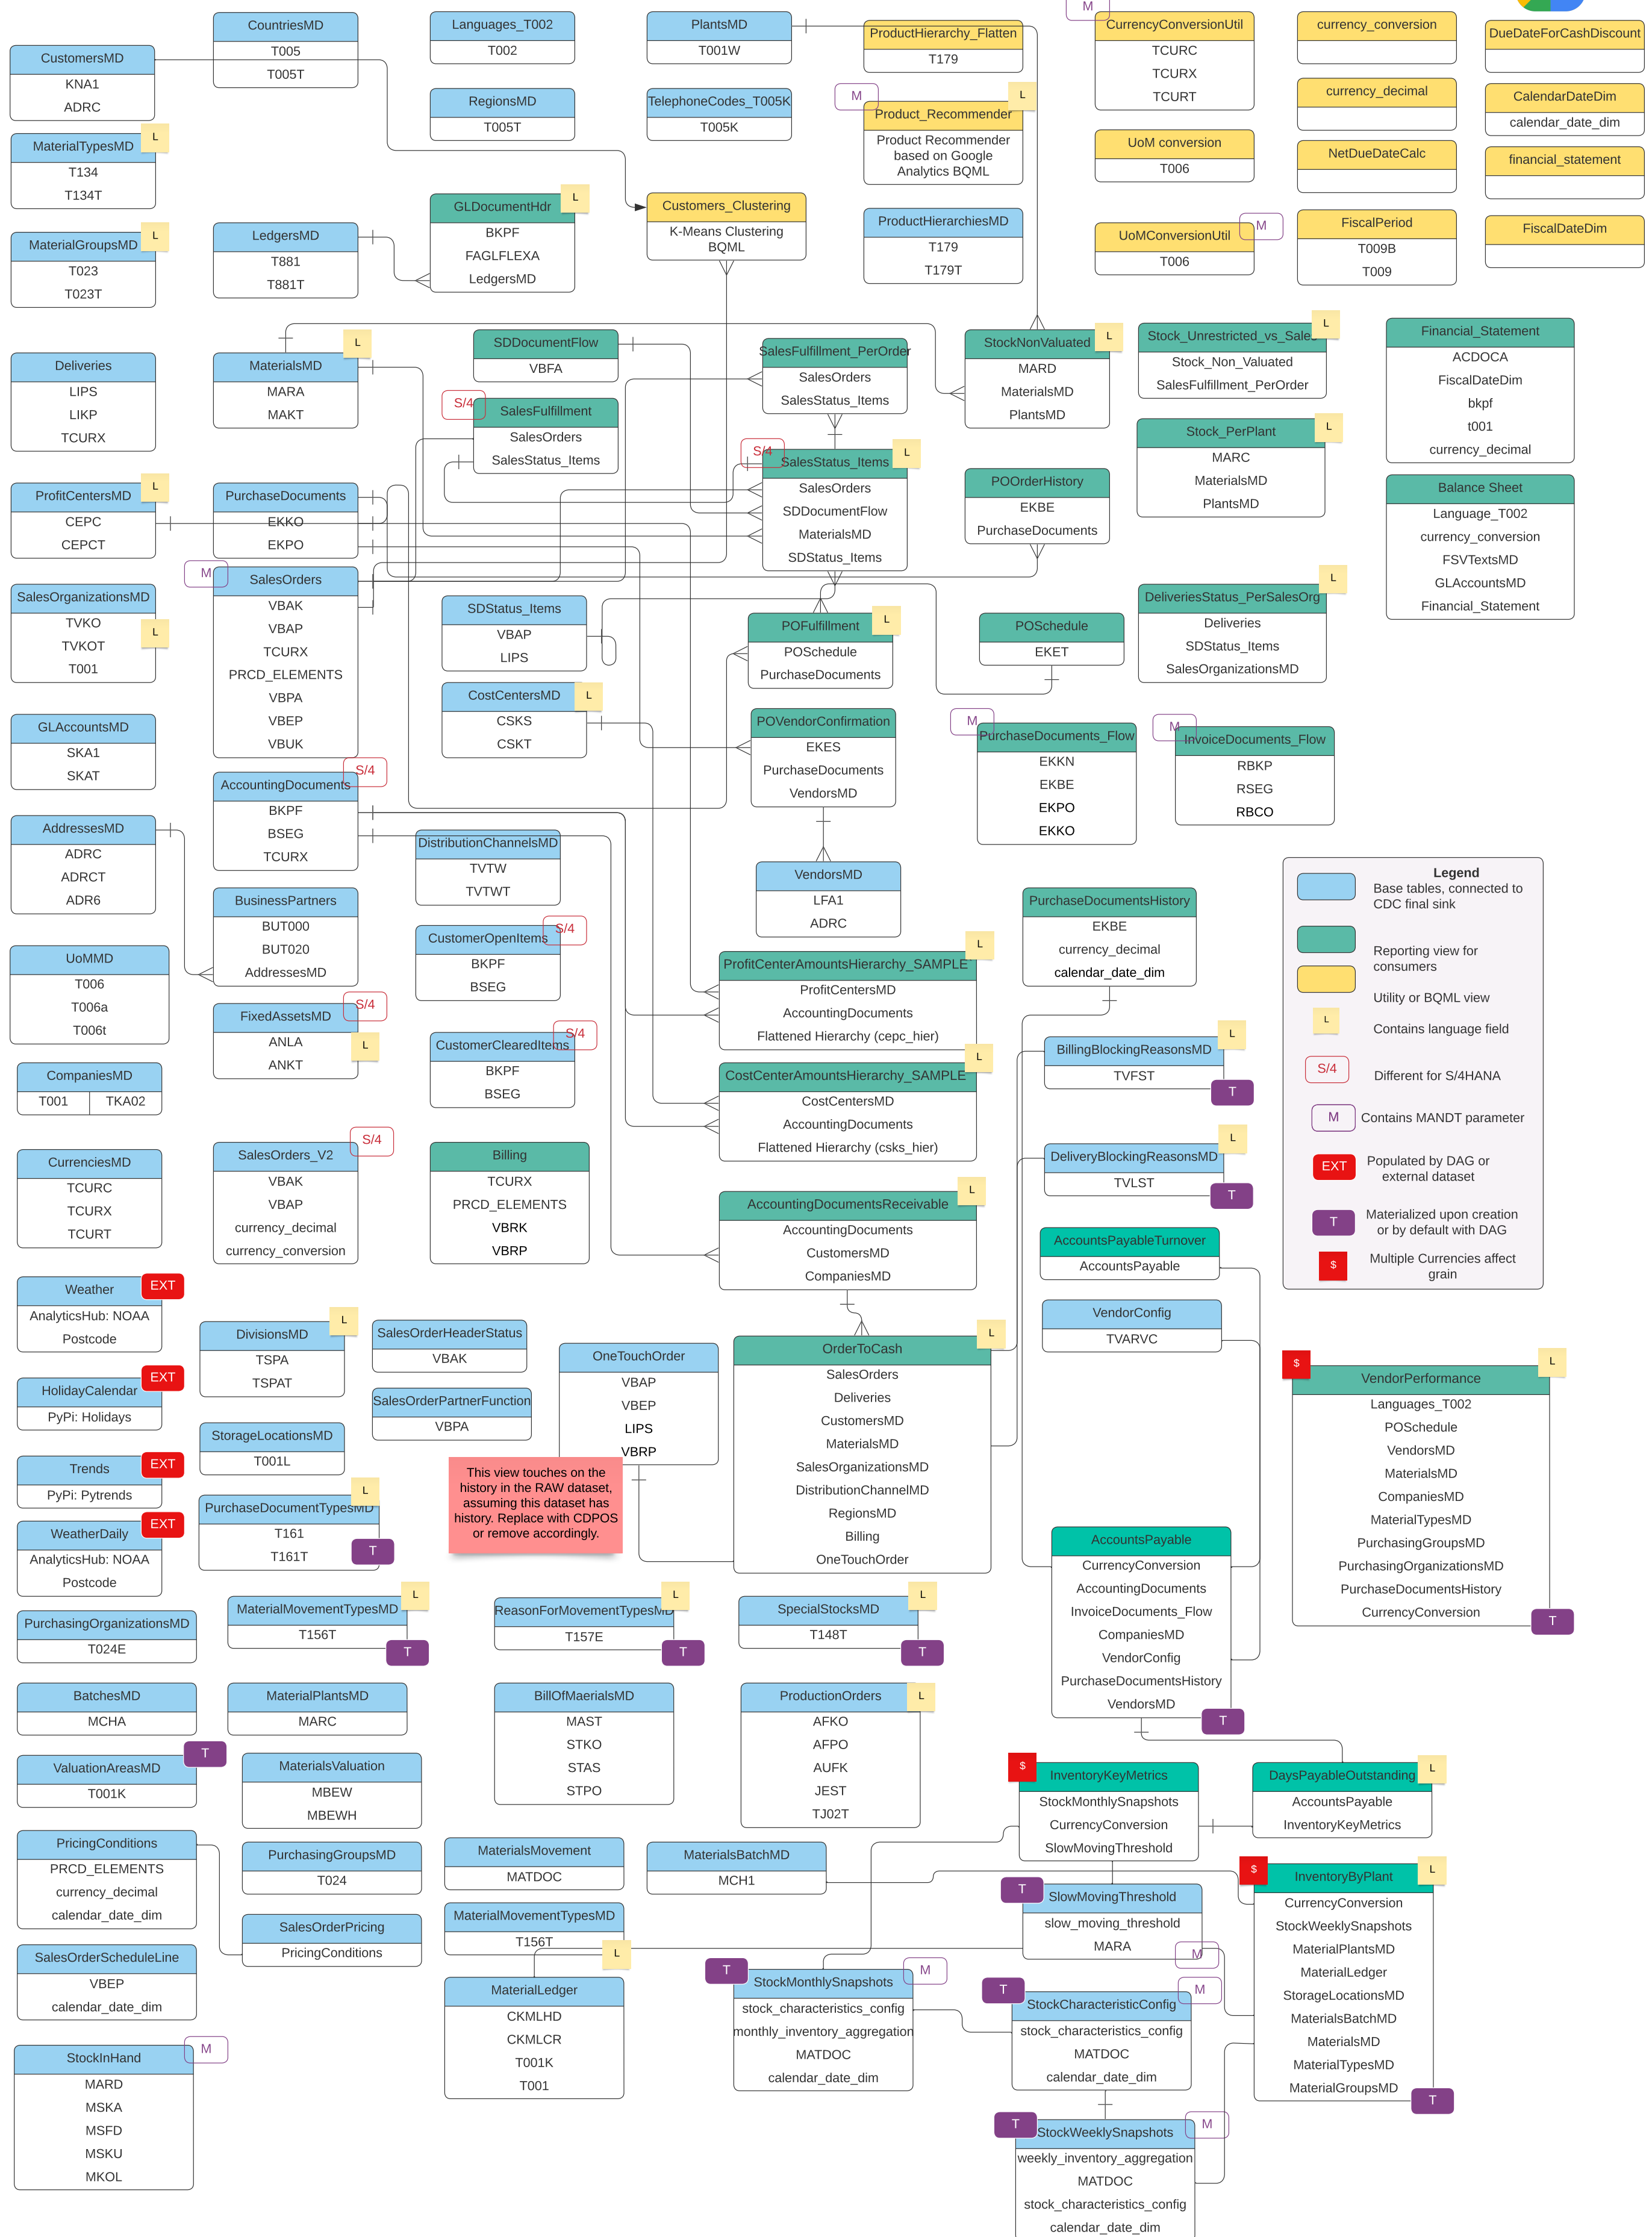 CountriesMD
T005
T005T
Languages_T002
T002
PlantsMD
T001W
ProductHierarchy_Flatten
T179
M
CurrencyConversionUtil
TCURC
TCURX
TCURT
currency_conversion
DueDateForCashDiscount
CustomersMD
KNA1
ADRC
RegionsMD
T005T
TelephoneCodes_T005K
T005K
M
L
Product_Recommender
Product Recommender
based on Google
Analytics BQML
currency_decimal
CalendarDateDim
calendar_date_dim
L
MaterialTypesMD
T134
T134T
UoM conversion
T006
NetDueDateCalc
financial_statement
L
GLDocumentHdr
BKPF
FAGLFLEXA
LedgersMD
Customers_Clustering
K-Means Clustering
BQML
ProductHierarchiesMD
T179
T179T
M
UoMConversionUtil
T006
FiscalPeriod
T009B
T009
FiscalDateDim
L
MaterialGroupsMD
T023
T023T
LedgersMD
T881
T881T
Deliveries
LIPS
LIKP
TCURX
L
MaterialsMD
MARA
MAKT
SDDocumentFlow
VBFA
SalesFulfillment_PerOrder
SalesOrders
SalesStatus_Items
L
StockNonValuated
MARD
MaterialsMD
PlantsMD
L
Stock_Unrestricted_vs_Sales
Stock_Non_Valuated
SalesFulfillment_PerOrder
Financial_Statement
ACDOCA
FiscalDateDim
bkpf
t001
currency_decimal
S/4
SalesFulfillment
SalesOrders
SalesStatus_Items
S/4
L
SalesStatus_Items
SalesOrders
SDDocumentFlow
MaterialsMD
SDStatus_Items
L
Stock_PerPlant
MARC
MaterialsMD
PlantsMD
POOrderHistory
EKBE
PurchaseDocuments
Balance Sheet
Language_T002
currency_conversion
FSVTextsMD
GLAccountsMD
Financial_Statement
L
ProfitCentersMD
CEPC
CEPCT
PurchaseDocuments
EKKO
EKPO
M
SalesOrders
VBAK
VBAP
TCURX
PRCD_ELEMENTS
VBPA
VBEP
VBUK
SalesOrganizationsMD
TVKO
TVKOT
T001
L
SDStatus_Items
VBAP
LIPS
L
POFulfillment
POSchedule
PurchaseDocuments
POSchedule
EKET
L
DeliveriesStatus_PerSalesOrg
Deliveries
SDStatus_Items
SalesOrganizationsMD
L
CostCentersMD
CSKS
CSKT
GLAccountsMD
SKA1
SKAT
POVendorConfirmation
EKES
PurchaseDocuments
VendorsMD
M
PurchaseDocuments_Flow
EKKN
EKBE
EKPO
EKKO
M
InvoiceDocuments_Flow
RBKP
RSEG
RBCO
S/4
AccountingDocuments
BKPF
BSEG
TCURX
AddressesMD
ADRC
ADRCT
ADR6
DistributionChannelsMD
TVTW
TVTWT
VendorsMD
LFA1
ADRC
Legend
Base tables, connected to
CDC final sink
Reporting view for
consumers
Utility or BQML view
L
Contains language field
S/4
Different for S/4HANA
M
Contains MANDT parameter
EXT
Populated by DAG or
external dataset
T
Materialized upon creation
or by default with DAG
$
Multiple Currencies affect
grain
BusinessPartners
BUT000
BUT020
AddressesMD
S/4
CustomerOpenItems
BKPF
BSEG
PurchaseDocumentsHistory
EKBE
currency_decimal
calendar_date_dim
UoMMD
T006
T006a
T006t
L
ProfitCenterAmountsHierarchy_SAMPLE
ProfitCentersMD
AccountingDocuments
Flattened Hierarchy (cepc_hier)
S/4
FixedAssetsMD
ANLA
ANKT
L
S/4
CustomerClearedItems
BKPF
BSEG
L
BillingBlockingReasonsMD
TVFST
T
CompaniesMD
T001
TKA02
L
CostCenterAmountsHierarchy_SAMPLE
CostCentersMD
AccountingDocuments
Flattened Hierarchy (csks_hier)
CurrenciesMD
TCURC
TCURX
TCURT
S/4
SalesOrders_V2
VBAK
VBAP
currency_decimal
currency_conversion
Billing
TCURX
PRCD_ELEMENTS
VBRK
VBRP
L
DeliveryBlockingReasonsMD
TVLST
T
L
AccountingDocumentsReceivable
AccountingDocuments
CustomersMD
CompaniesMD
AccountsPayableTurnover
AccountsPayable
EXT
Weather
AnalyticsHub: NOAA
Postcode
VendorConfig
TVARVC
L
DivisionsMD
TSPA
TSPAT
SalesOrderHeaderStatus
VBAK
OneTouchOrder
VBAP
VBEP
LIPS
VBRP
L
OrderToCash
SalesOrders
Deliveries
CustomersMD
MaterialsMD
SalesOrganizationsMD
DistributionChannelMD
RegionsMD
Billing
OneTouchOrder
$
L
VendorPerformance
Languages_T002
POSchedule
VendorsMD
MaterialsMD
CompaniesMD
MaterialTypesMD
PurchasingGroupsMD
PurchasingOrganizationsMD
PurchaseDocumentsHistory
CurrencyConversion
T
EXT
HolidayCalendar
PyPi: Holidays
SalesOrderPartnerFunction
VBPA
StorageLocationsMD
T001L
EXT
Trends
PyPi: Pytrends
This view touches on the
history in the RAW dataset,
assuming this dataset has
history. Replace with CDPOS
or remove accordingly.
L
PurchaseDocumentTypesMD
T161
T161T
T
EXT
WeatherDaily
AnalyticsHub: NOAA
Postcode
AccountsPayable
CurrencyConversion
AccountingDocuments
InvoiceDocuments_Flow
CompaniesMD
VendorConfig
PurchaseDocumentsHistory
VendorsMD
T
PurchasingOrganizationsMD
T024E
L
MaterialMovementTypesMD
T156T
T
L
ReasonForMovementTypesMD
T157E
T
L
SpecialStocksMD
T148T
T
BatchesMD
MCHA
MaterialPlantsMD
MARC
BillOfMaerialsMD
MAST
STKO
STAS
STPO
L
ProductionOrders
AFKO
AFPO
AUFK
JEST
TJ02T
T
ValuationAreasMD
T001K
MaterialsValuation
MBEW
MBEWH
$
InventoryKeyMetrics
StockMonthlySnapshots
CurrencyConversion
SlowMovingThreshold
L
DaysPayableOutstanding
AccountsPayable
InventoryKeyMetrics
PricingConditions
PRCD_ELEMENTS
currency_decimal
calendar_date_dim
PurchasingGroupsMD
T024
MaterialsMovement
MATDOC
MaterialsBatchMD
MCH1
$
L
InventoryByPlant
CurrencyConversion
StockWeeklySnapshots
MaterialPlantsMD
MaterialLedger
StorageLocationsMD
MaterialsBatchMD
MaterialsMD
MaterialTypesMD
MaterialGroupsMD
T
T
SlowMovingThreshold
slow_moving_threshold
MARA
M
SalesOrderPricing
PricingConditions
MaterialMovementTypesMD
T156T
SalesOrderScheduleLine
VBEP
calendar_date_dim
L
MaterialLedger
CKMLHD
CKMLCR
T001K
T001
T
M
StockMonthlySnapshots
stock_characteristics_config
monthly_inventory_aggregation
MATDOC
calendar_date_dim
T
M
StockCharacteristicConfig
stock_characteristics_config
MATDOC
calendar_date_dim
M
StockInHand
MARD
MSKA
MSFD
MSKU
MKOL
T
M
StockWeeklySnapshots
weekly_inventory_aggregation
MATDOC
stock_characteristics_config
calendar_date_dim